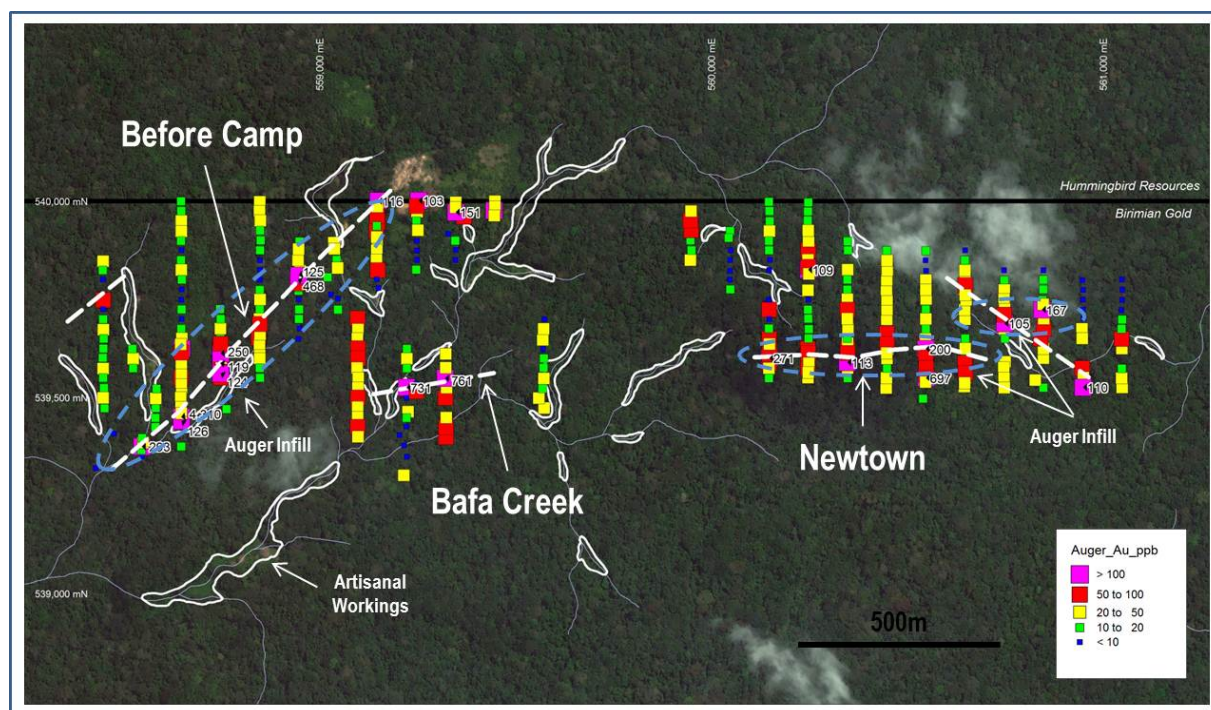 559,000 mE
560,000 mE
561,000 mE
Before Camp
Hummingbird Resources
540,000 mN
Birimian Gold
116
103
151
125
468
109
167
105
250
119
124
271
113
200
697
110
731
761
539,500 mN
126
293
Auger Infill
Newtown
Auger Infill
Bafa Creek
Artisanal
Workings
539,000 mN
500m
Auger_Au_ppb
> 100
50 to 100
20 to 50
10 to 20
< 10